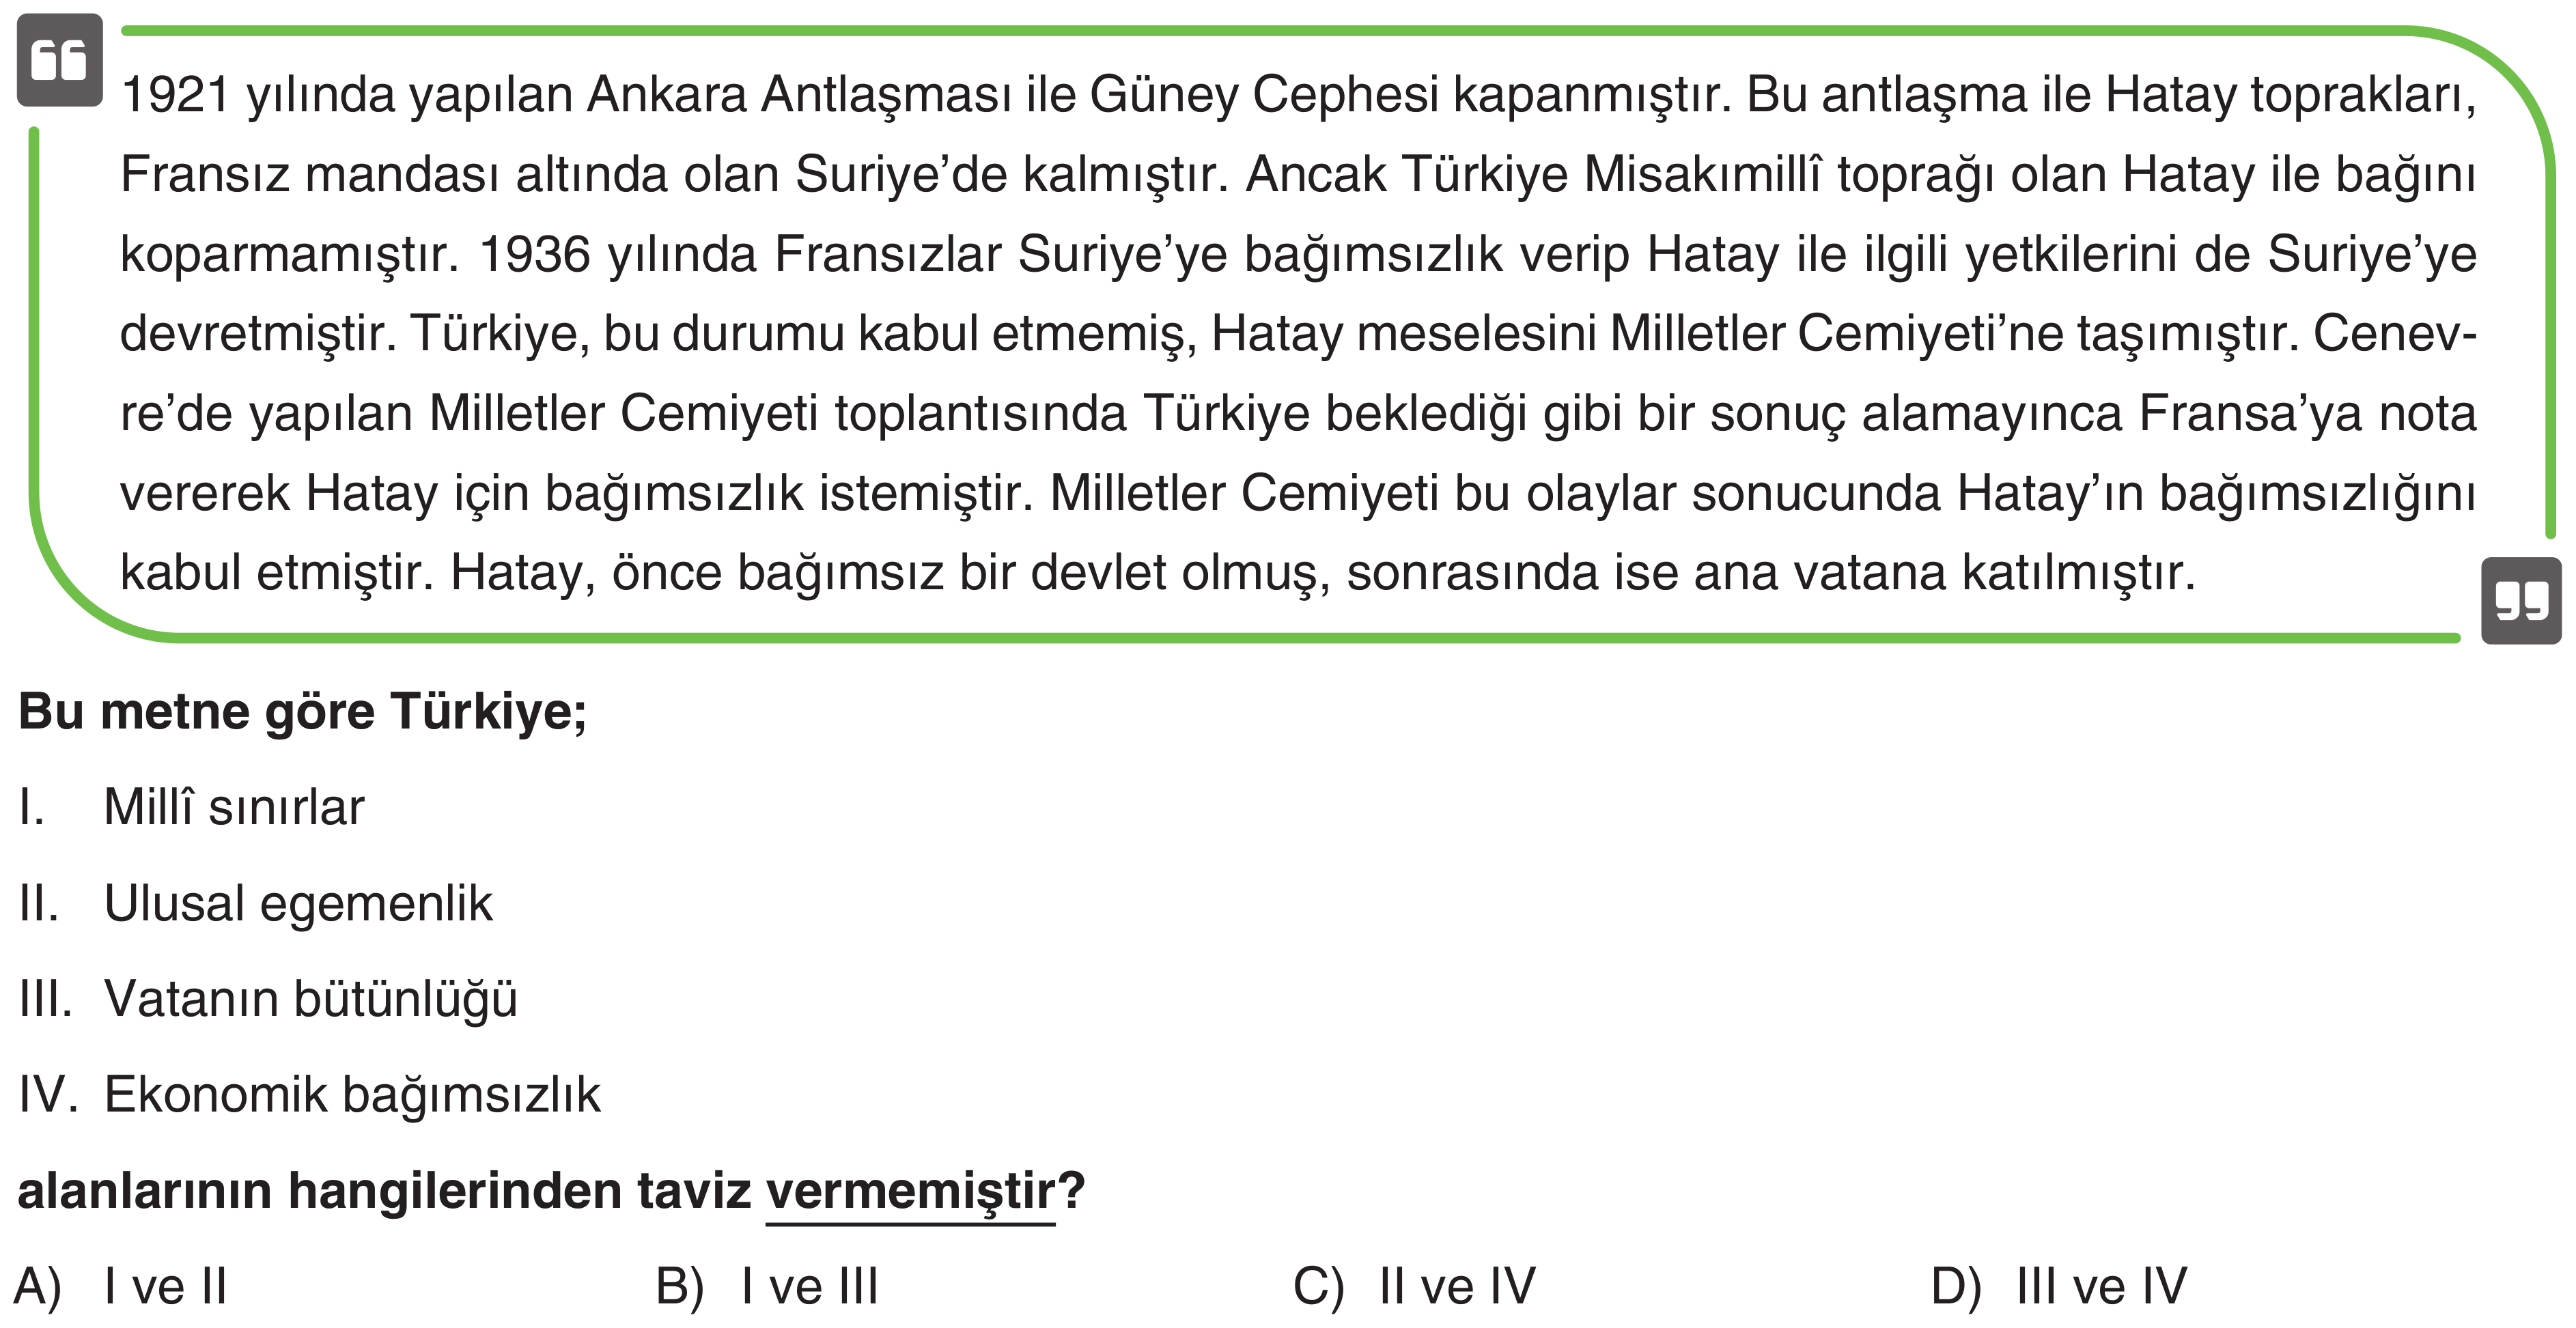 1921 yılında yapılan Ankara Antlaşması ile Güney Cephesi kapanmıştır. Bu antlaşma ile Hatay toprakları,
Fransız mandası altında olan Suriye’de kalmıştır. Ancak Türkiye Misakımillî toprağı olan Hatay ile bağını
koparmamıştır. 1936 yılında Fransızlar Suriye’ye bağımsızlık verip Hatay ile ilgili yetkilerini de Suriye’ye
devretmiştir. Türkiye, bu durumu kabul etmemiş, Hatay meselesini Milletler Cemiyeti’ne taşımıştır. Cenev-
re’de yapılan Milletler Cemiyeti toplantısında Türkiye beklediği gibi bir sonuç alamayınca Fransa’ya nota
vererek Hatay için bağımsızlık istemiştir. Milletler Cemiyeti bu olaylar sonucunda Hatay’ın bağımsızlığını
kabul etmiştir. Hatay, önce bağımsız bir devlet olmuş, sonrasında ise ana vatana katılmıştır.
Bu metne göre Türkiye;
I. Millî sınırlar
II. Ulusal egemenlik
III. Vatanın bütünlüğü
IV. Ekonomik bağımsızlık
alanlarının hangilerinden taviz vermemiştir?
A) I ve II B) I ve III C) II ve IV D) III ve IV